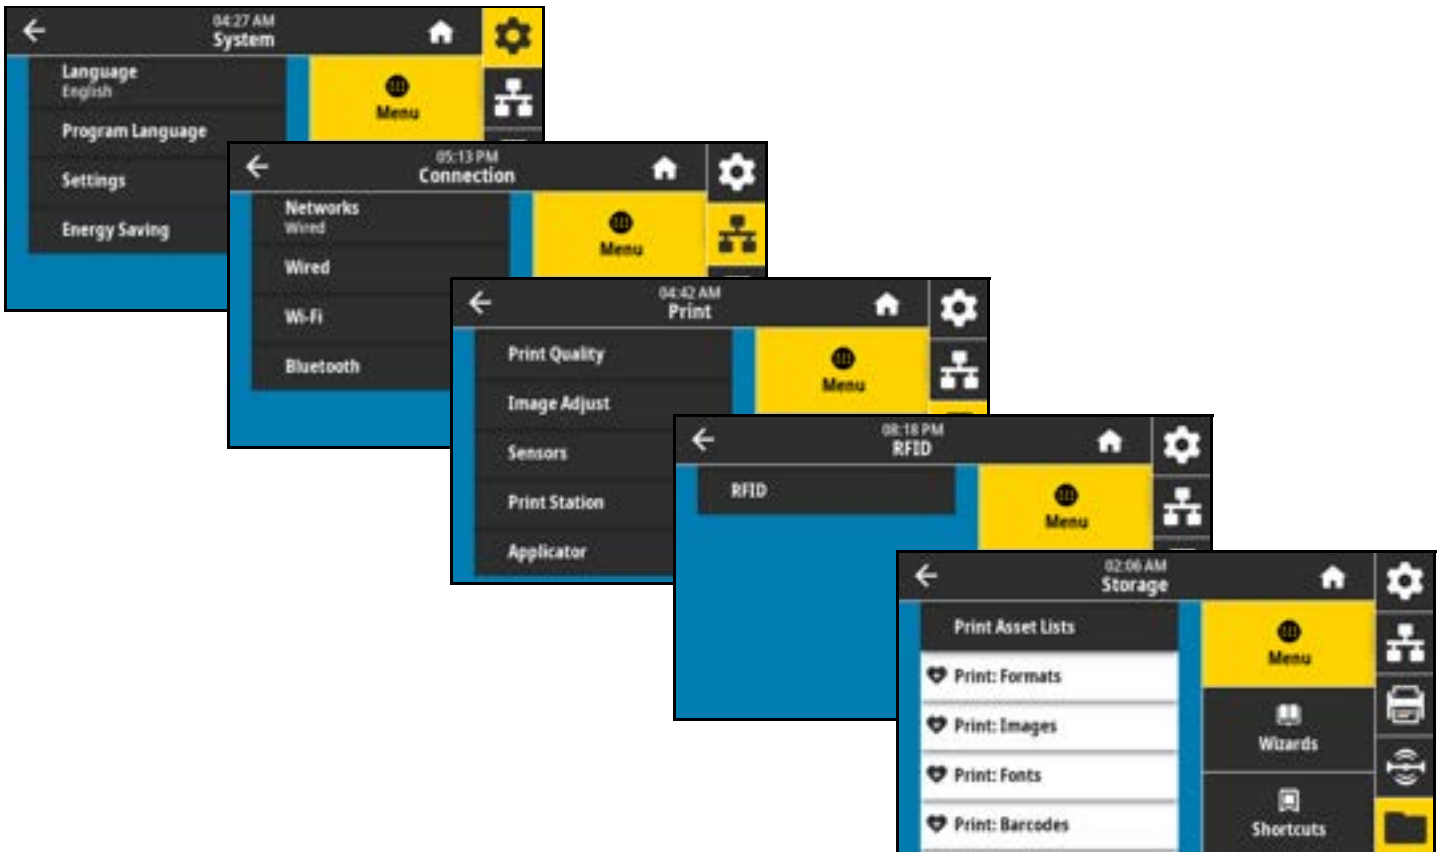 04:27 AM
System
Language
English
Menu
Program Language
Settings
Energy Saving
05:13 PM
Connection
Networks
Wired
Menu
Wired
Wi-Fi
Bluetooth
04:42 AM
Print
Print Quality
Menu
Image Adjust
Sensors
Print Station
Applicator
08:18 PM
RFID
RFID
Menu
02:06 AM
Storage
Print Asset Lists
Menu
Print: Formats
Print: Images
Wizards
Print: Fonts
Print: Barcodes
Shortcuts